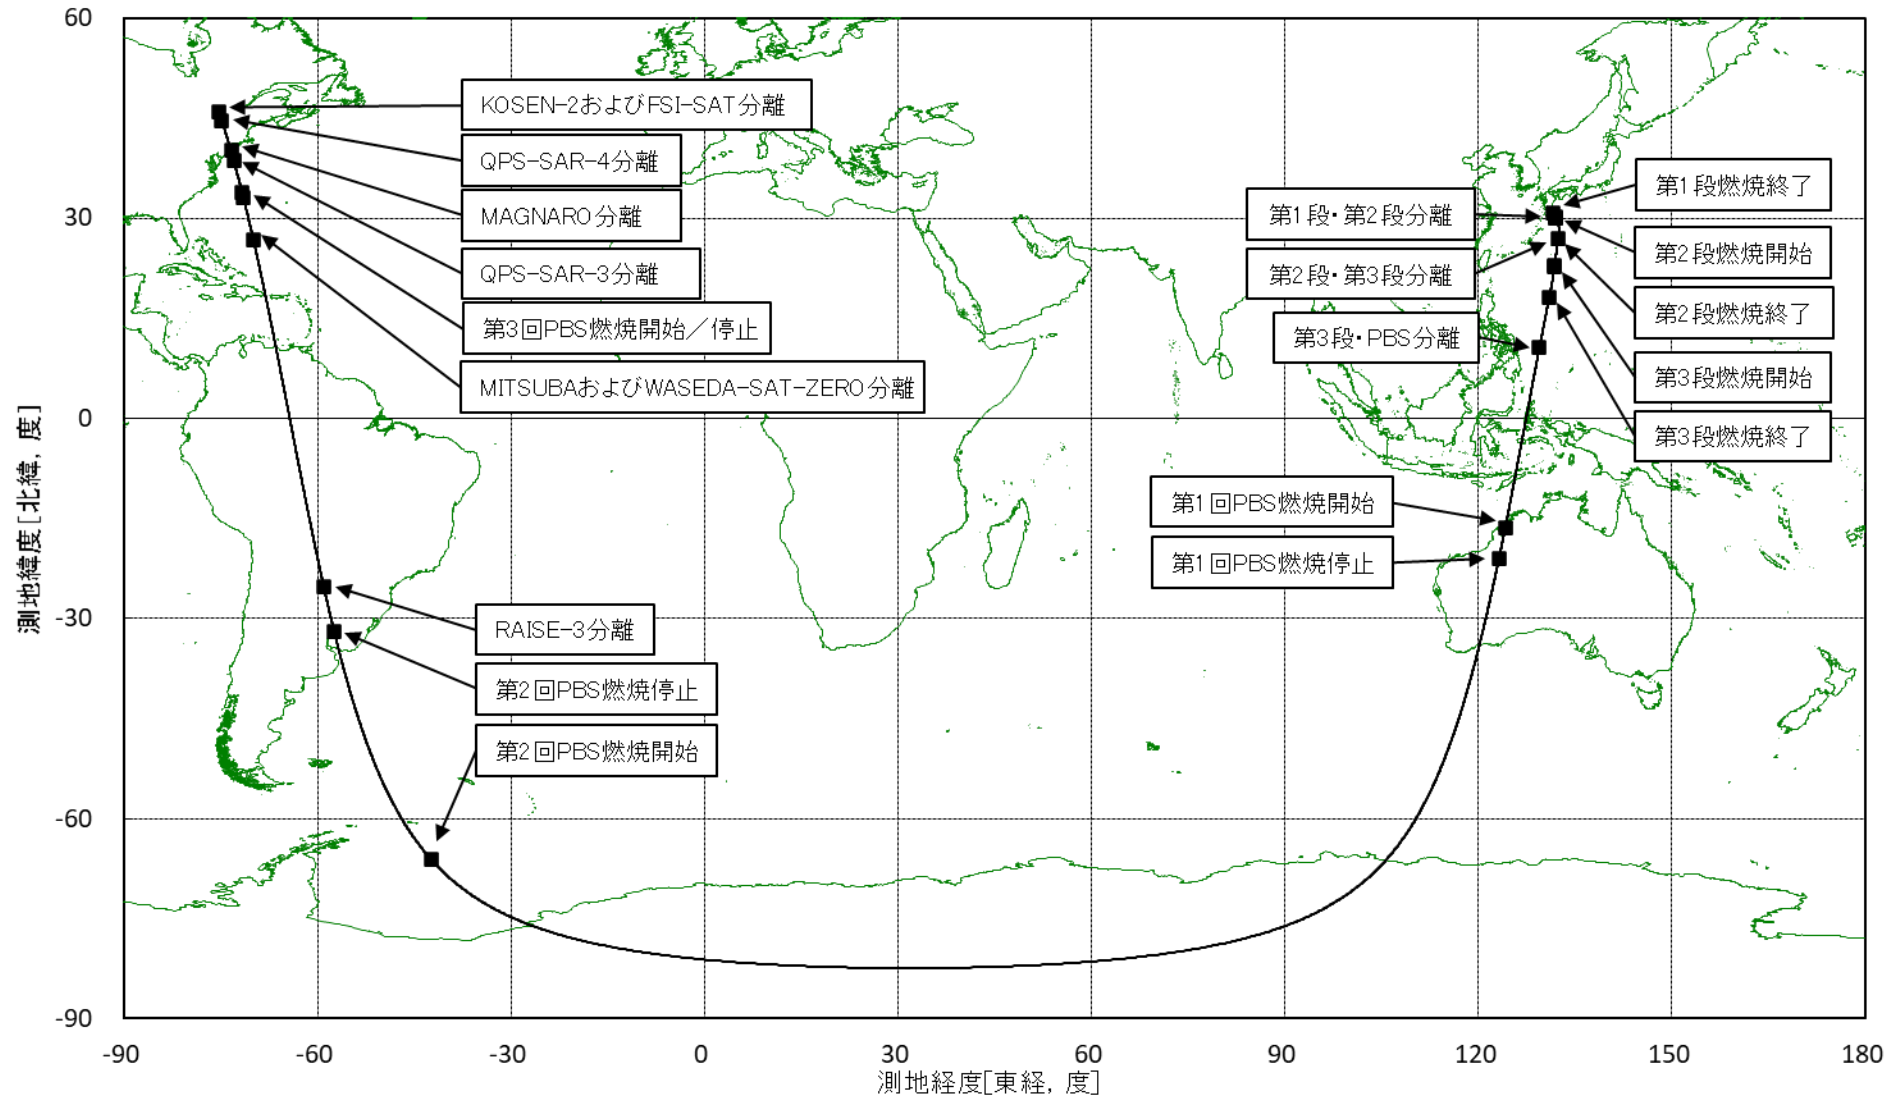 60
30
0
-30
-60
-90
測地緯度[北緯, 度]
KOSEN-2およびFSI-SAT分離
QPS-SAR-4分離
MAGNARO分離
QPS-SAR-3分離
第3回PBS燃焼開始／停止
MITSUBAおよびWASEDA-SAT-ZERO分離
RAISE-3分離
第2回PBS燃焼停止
第2回PBS燃焼開始
第1段・第2段分離
第2段・第3段分離
第3段・PBS分離
第1回PBS燃焼開始
第1回PBS燃焼停止
第1段燃焼終了
第2段燃焼開始
第2段燃焼終了
第3段燃焼開始
第3段燃焼終了
-90 -60 -30 0 30 60 90 120 150 180
測地経度[東経, 度]